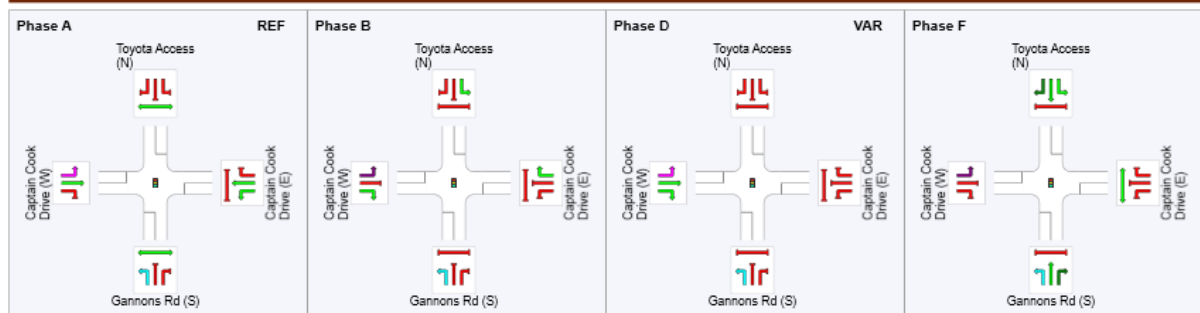 Phase A
REF
Toyota Access
(N)
Captain Cook
Drive (W)
Captain Cook
Drive (E)
Gannons Rd (S)
Phase B
Toyota Access
(N)
Captain Cook
Drive (W)
Captain Cook
Drive (E)
Gannons Rd (S)
Phase D
VAR
Toyota Access
(N)
Captain Cook
Drive (W)
Captain Cook
Drive (E)
Gannons Rd (S)
Phase F
Toyota Access
(N)
Captain Cook
Drive (W)
Captain Cook
Drive (E)
Gannons Rd (S)